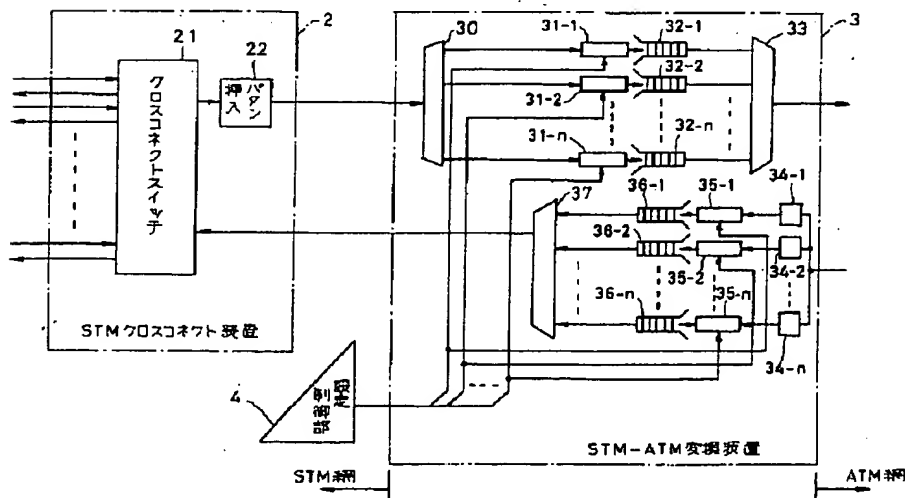 2
21
クロスコネクトスイッチ
22
パタン
挿入
STMクロスコネクト装置
3
30
31-1
32-1
33
31-2
32-2
31-n
32-n
37
36-1
35-1
34-1
36-2
35-2
34-2
36-n
35-n
34-n
4
制御部
STM-ATM変換装置
STM網
ATM網